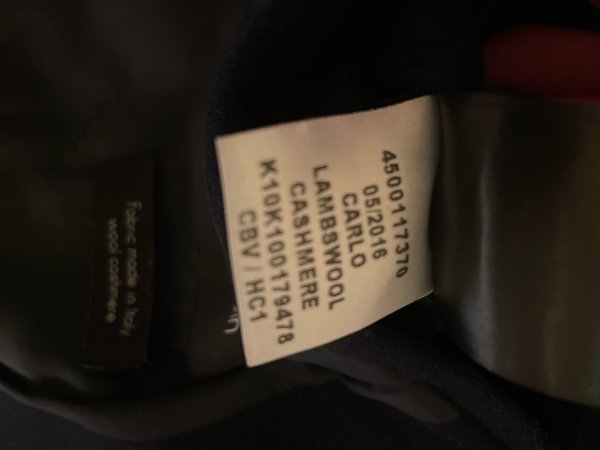 4500117370
05/2016
CARLO
LAMBSWOOL
CASHMERE
K10K100179478
CBV / HC1
Fabric made in Italy
wool cashmere